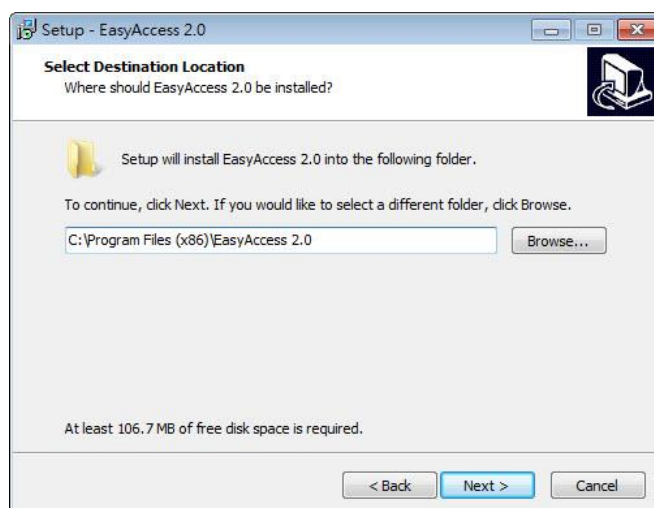 Setup - EasyAccess 2.0
Select Destination Location
Where should EasyAccess 2.0 be installed?
Setup will install EasyAccess 2.0 into the following folder.
To continue, click Next. If you would like to select a different folder, click Browse.
C:\Program Files (x86)\EasyAccess 2.0
Browse...
At least 106.7 MB of free disk space is required.
< Back
Next >
Cancel